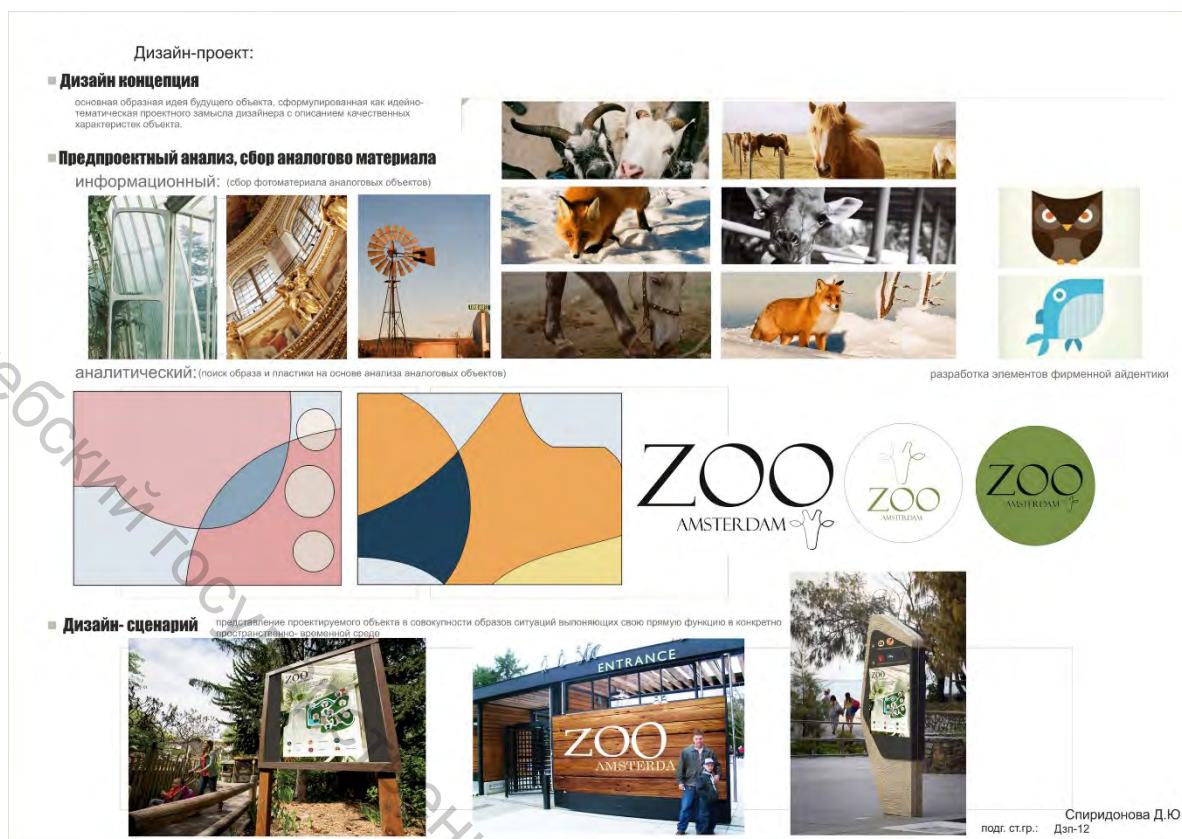 Дизайн-проект:
Дизайн концепция
основная образная идея будущего объекта, сформулированная как идейно-
тематическая проектного замысла дизайнера с описанием качественных
характеристек объекта.
Предпроектный анализ, сбор аналогово материала
информационный: (сбор фотоматериала аналоговых объектов)
аналитический: (поиск образа и пластики на основе анализа аналоговых объектов)
разработка элементов фирменной айдентики
ZOO
AMSTERDAM
ZOO
AMSTERDAM
ZOO
AMSTERDAM
Дизайн- сценарий
представление проектируемого объекта в совокупности образов ситуаций выпоняющих свою прямую функцию в конкретно
пространственно- временной среде
ZOO
ENTRANCE
ZOO
AMSTERDA
ZOO
Спиридонова Д.Ю
подг. ст.гр.: Дзп-12